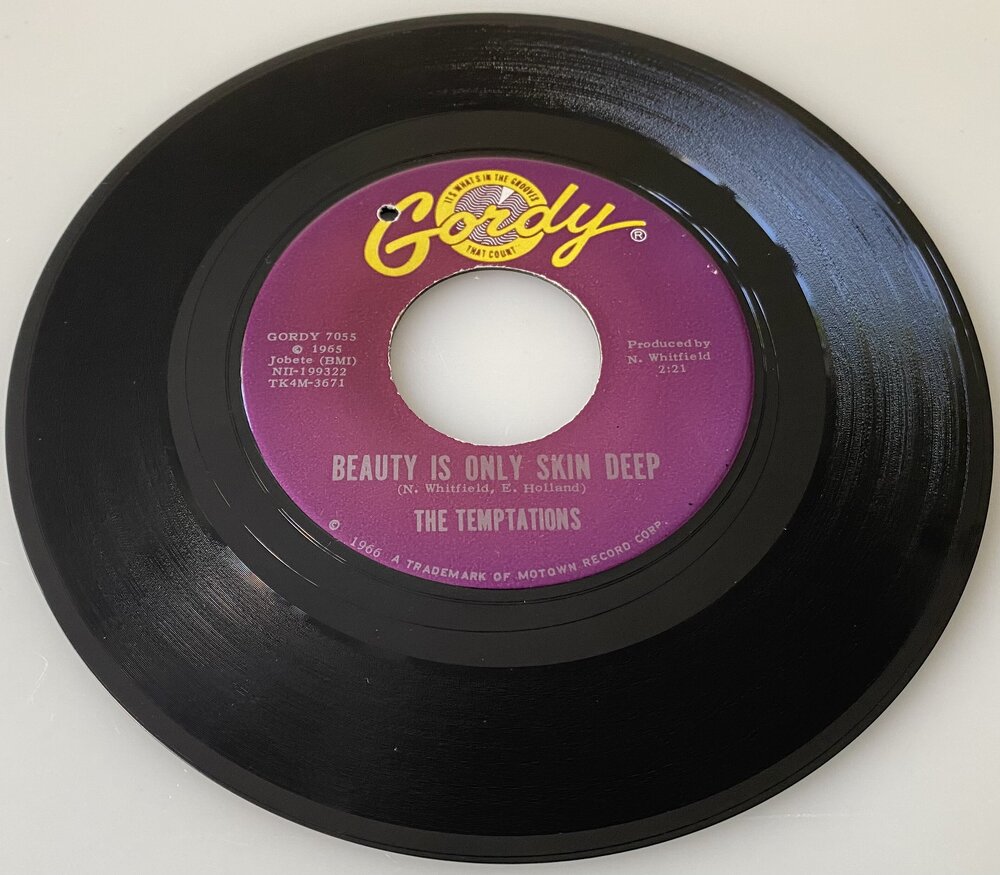 IT'S WHAT'S IN THE GROOVES
Gordy ®
THAT COUNT
GORDY 7055
© 1965
Jobete (BMI)
NII-199322
TK4M-3671
Produced by
N. Whitfield
2:21
BEAUTY IS ONLY SKIN DEEP
(N. Whitfield, E. Holland)
THE TEMPTATIONS
© 1966 A TRADEMARK OF MOTOWN RECORD CORP.